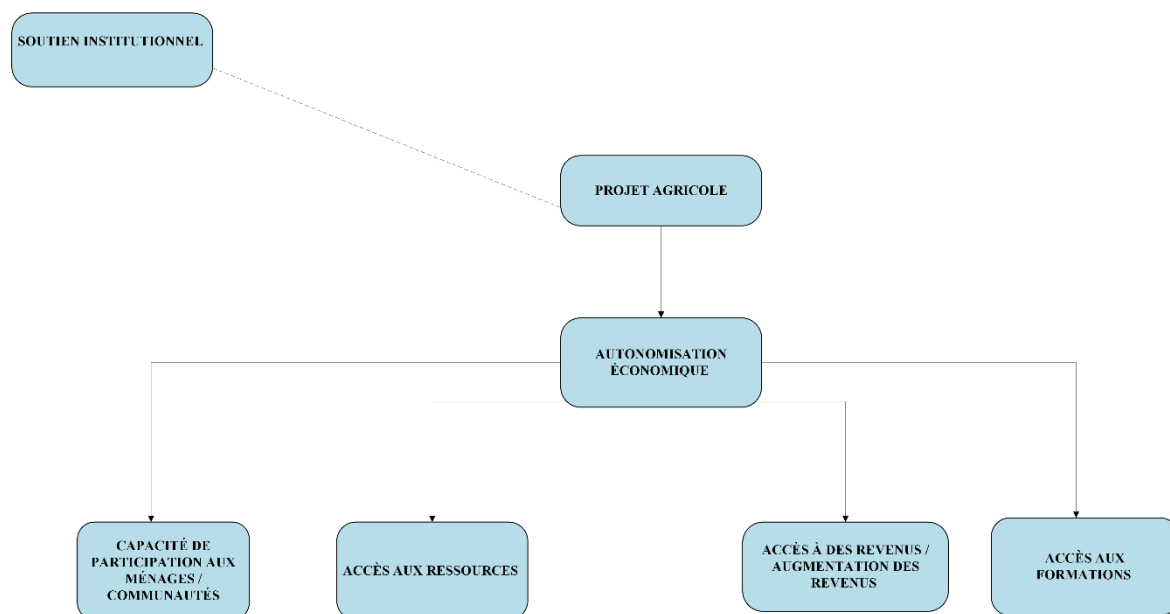 SOUTIEN INSTITUTIONNEL
PROJET AGRICOLE
AUTONOMISATION
ÉCONOMIQUE
CAPACITÉ DE
PARTICIPATION AUX
MÉNAGES /
COMMUNAUTÉS
ACCÈS AUX RESSOURCES
ACCÈS À DES REVENUS /
AUGMENTATION DES
REVENUS
ACCÈS AUX
FORMATIONS